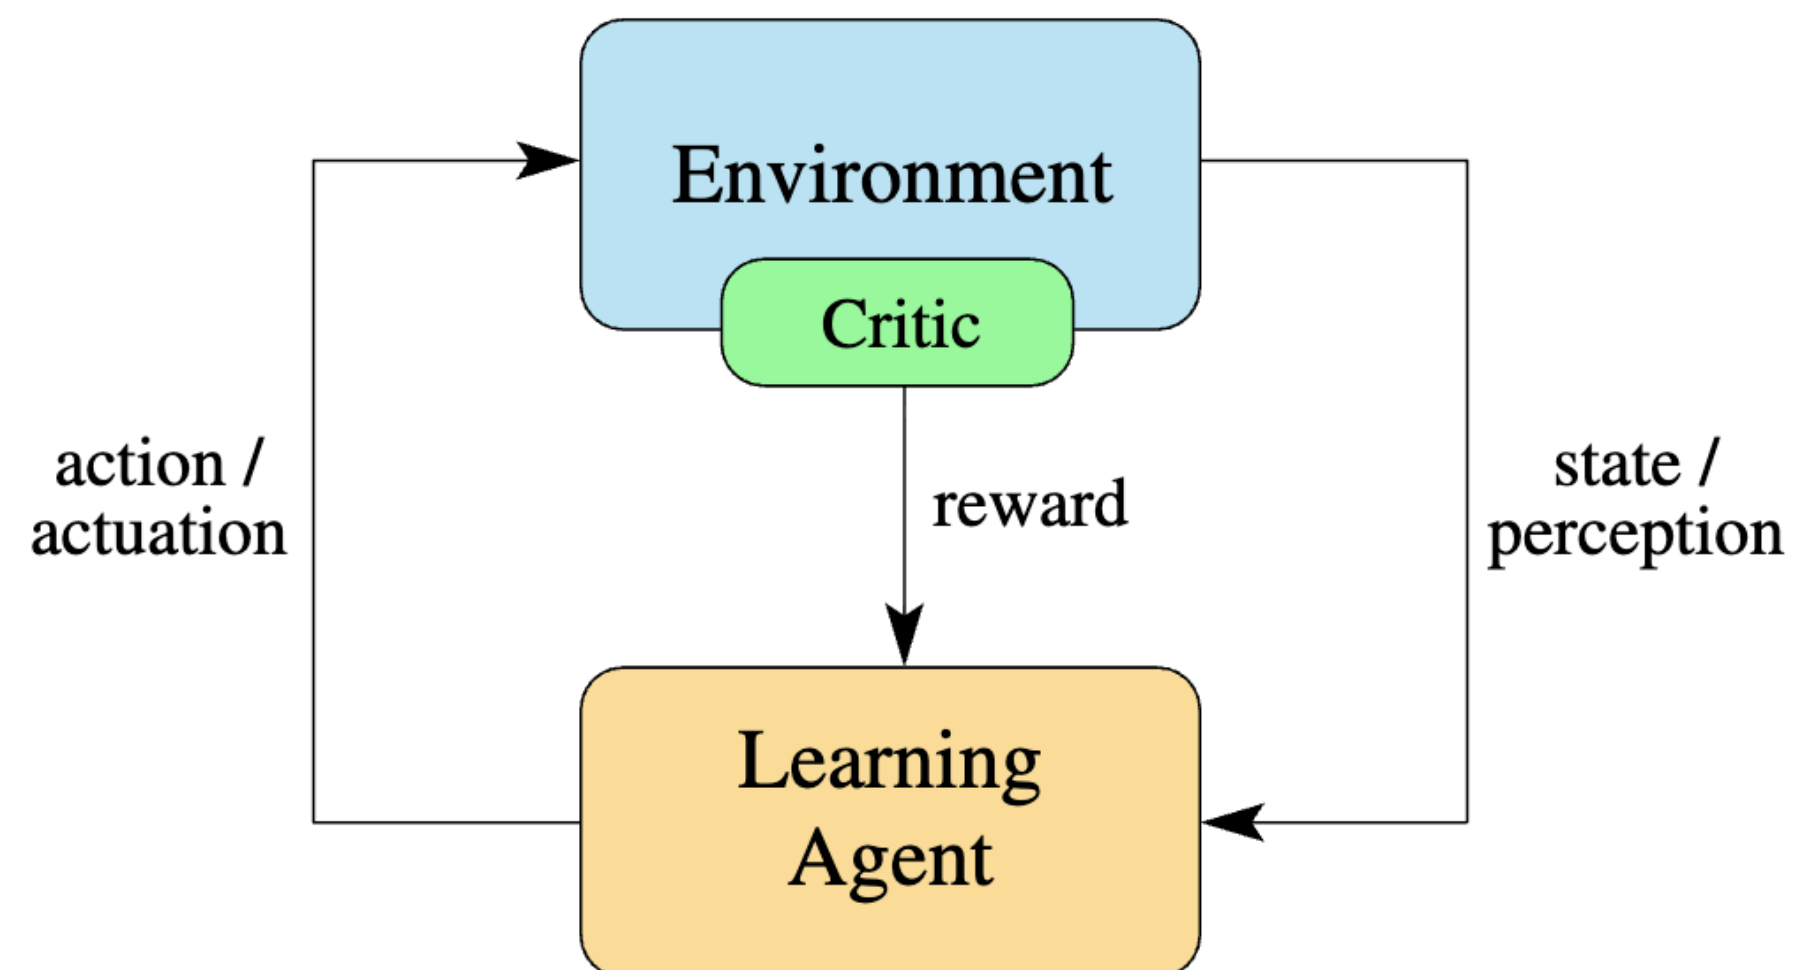 Environment
Critic
action /
actuation
reward
state /
perception
Learning
Agent